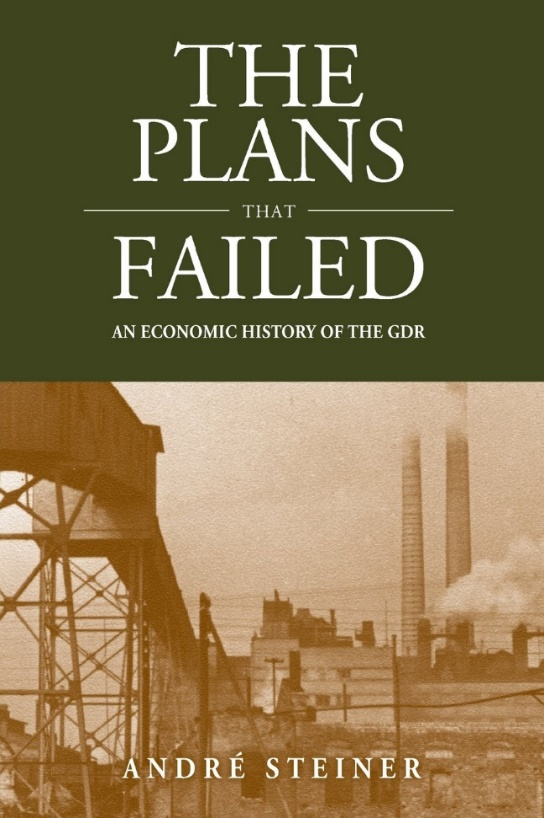 THE
PLANS
THAT
FAILED
AN ECONOMIC HISTORY OF THE GDR
ANDRÉ STEINER